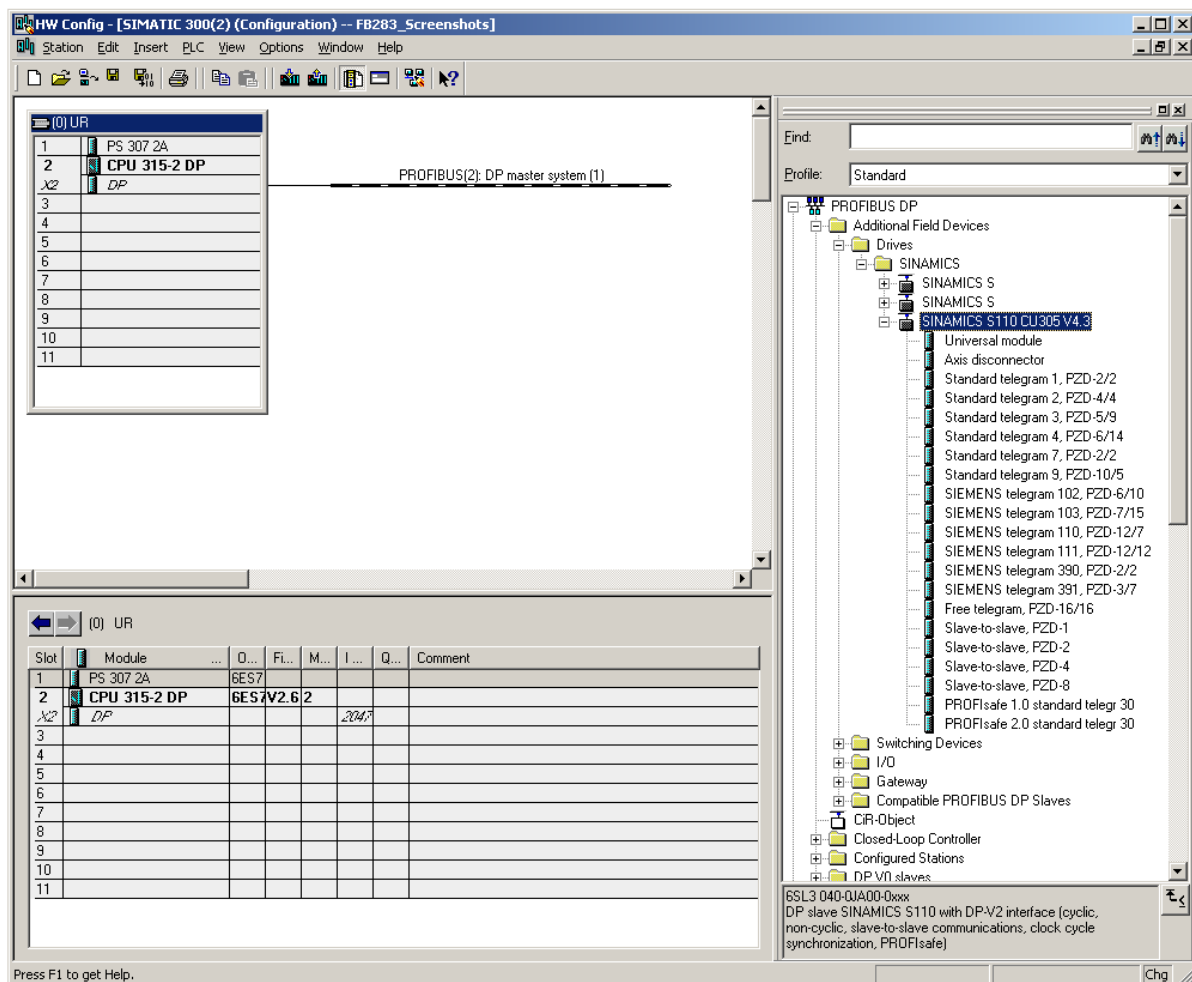 HW Config - [SIMATIC 300(2) (Configuration) -- FB283_Screenshots]
Station Edit Insert PLC View Options Window Help
(0) UR
1 PS 307 2A
2 CPU 315-2 DP
X2 DP
3
4
5
6
7
8
9
10
11
PROFIBUS(2): DP master system (1)
Find:
Profile: Standard
PROFIBUS DP
Additional Field Devices
Drives
SINAMICS
SINAMICS S
SINAMICS S
SINAMICS S110 CU305 V4.3
Universal module
Axis disconnector
Standard telegram 1, PZD-2/2
Standard telegram 2, PZD-4/4
Standard telegram 3, PZD-5/9
Standard telegram 4, PZD-6/14
Standard telegram 7, PZD-2/2
Standard telegram 9, PZD-10/5
SIEMENS telegram 102, PZD-6/10
SIEMENS telegram 103, PZD-7/15
SIEMENS telegram 110, PZD-12/7
SIEMENS telegram 111, PZD-12/12
SIEMENS telegram 390, PZD-2/2
SIEMENS telegram 391, PZD-3/7
Free telegram, PZD-16/16
Slave-to-slave, PZD-1
Slave-to-slave, PZD-2
Slave-to-slave, PZD-4
Slave-to-slave, PZD-8
PROFIsafe 1.0 standard telegr 30
PROFIsafe 2.0 standard telegr 30
Switching Devices
I/O
Gateway
Compatible PROFIBUS DP Slaves
CiR-Object
Closed-Loop Controller
Configured Stations
DP V0 slaves
6SL3 040-0JA00-0xxx
DP slave SINAMICS S110 with DP-V2 interface (cyclic,
non-cyclic, slave-to-slave communications, clock cycle
synchronization, PROFIsafe)
(0) UR
Slot Module ... O... Fi... M... I ... Q... Comment
1 PS 307 2A 6ES7
2 CPU 315-2 DP 6ES7 V2.6 2
X2 DP 2047
3
4
5
6
7
8
9
10
11
Press F1 to get Help.
Chg